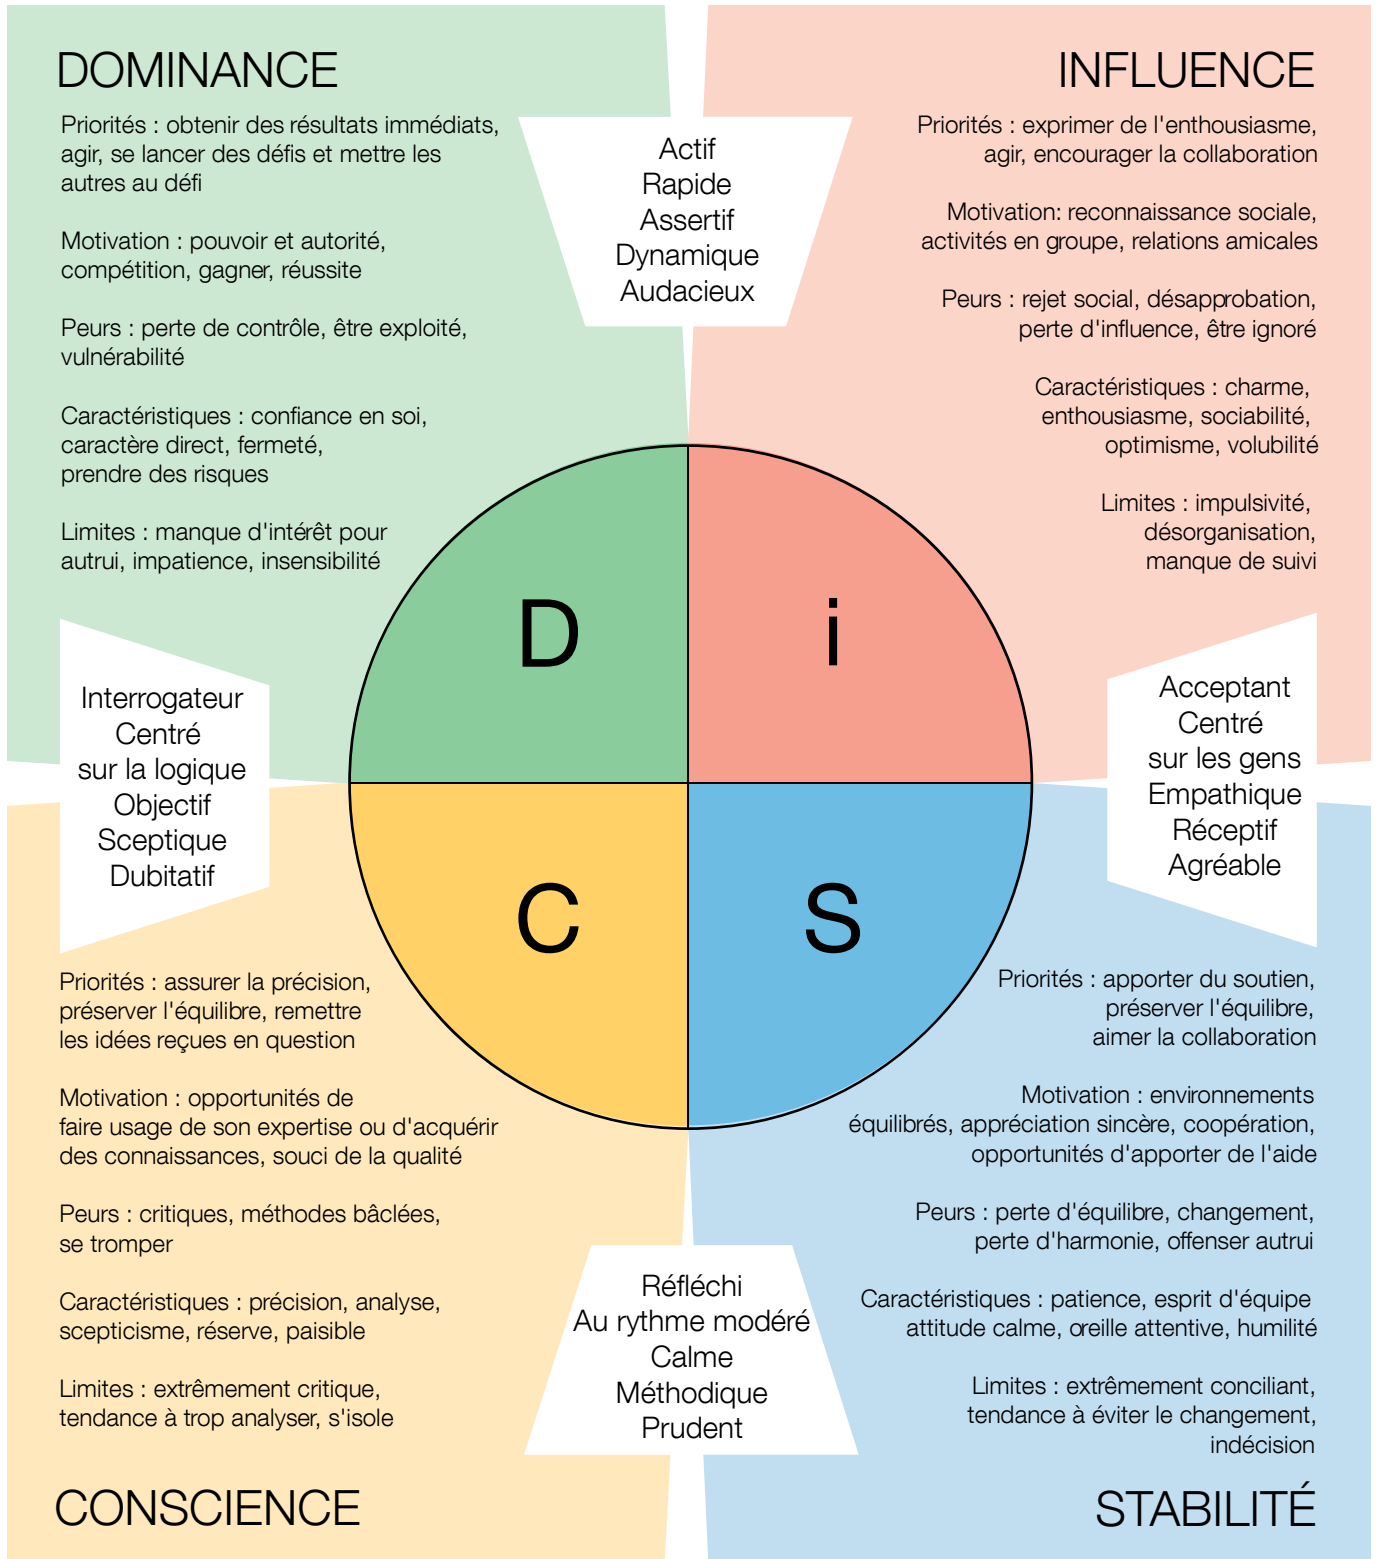 DOMINANCE
Priorités : obtenir des résultats immédiats,
agir, se lancer des défis et mettre les
autres au défi
Motivation : pouvoir et autorité,
compétition, gagner, réussite
Peurs : perte de contrôle, être exploité,
vulnérabilité
Caractéristiques : confiance en soi,
caractère direct, fermeté,
prendre des risques
Limites : manque d'intérêt pour
autrui, impatience, insensibilité
Actif
Rapide
Assertif
Dynamique
Audacieux
INFLUENCE
Priorités : exprimer de l'enthousiasme,
agir, encourager la collaboration
Motivation: reconnaissance sociale,
activités en groupe, relations amicales
Peurs : rejet social, désapprobation,
perte d'influence, être ignoré
Caractéristiques : charme,
enthousiasme, sociabilité,
optimisme, volubilité
Limites : impulsivité,
désorganisation,
manque de suivi
D
i
C
S
Interrogateur
Centré
sur la logique
Objectif
Sceptique
Dubitatif
Acceptant
Centré
sur les gens
Empathique
Réceptif
Agréable
Priorités : assurer la précision,
préserver l'équilibre, remettre
les idées reçues en question
Motivation : opportunités de
faire usage de son expertise ou d'acquérir
des connaissances, souci de la qualité
Peurs : critiques, méthodes bâclées,
se tromper
Caractéristiques : précision, analyse,
scepticisme, réserve, paisible
Limites : extrêmement critique,
tendance à trop analyser, s'isole
CONSCIENCE
Réfléchi
Au rythme modéré
Calme
Méthodique
Prudent
Priorités : apporter du soutien,
préserver l'équilibre,
aimer la collaboration
Motivation : environnements
équilibrés, appréciation sincère, coopération,
opportunités d'apporter de l'aide
Peurs : perte d'équilibre, changement,
perte d'harmonie, offenser autrui
Caractéristiques : patience, esprit d'équipe
attitude calme, oreille attentive, humilité
Limites : extrêmement conciliant,
tendance à éviter le changement,
indécision
STABILITÉ